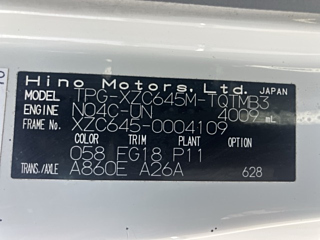 Hino Motors, Ltd. JAPAN
MODEL TPG-XZC645M-TQTMB3
ENGINE N04C-UN 4009 mL
FRAME No. XZC645-0004109
COLOR TRIM PLANT OPTION
058 FG18 P11
TRANS./AXLE A860E A26A 628